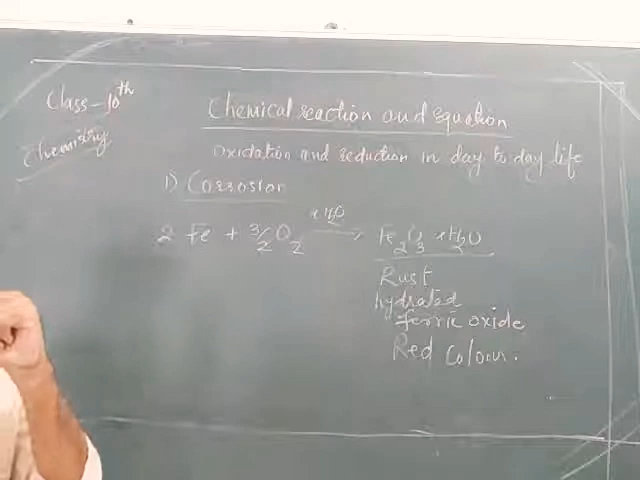 Class - 10th
Chemistry
Chemical reaction and equation
Oxidation and reduction in day to day life
1) Corrosion
x H2O
2 Fe + 3/2 O2 → Fe2O3 xH2O
Rust
hydrated
ferric oxide
Red Colour.